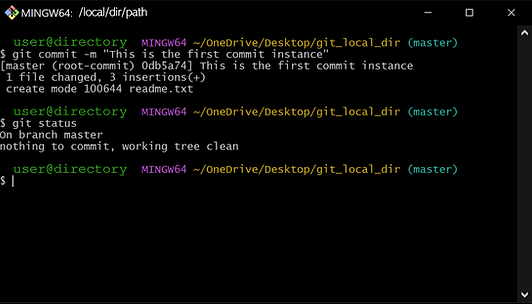 MINGW64: /local/dir/path
user@directory MINGW64 ~/OneDrive/Desktop/git_local_dir (master)
$ git commit -m "This is the first commit instance"
[master (root-commit) 0db5a74] This is the first commit instance
 1 file changed, 3 insertions(+)
 create mode 100644 readme.txt
user@directory MINGW64 ~/OneDrive/Desktop/git_local_dir (master)
$ git status
On branch master
nothing to commit, working tree clean
user@directory MINGW64 ~/OneDrive/Desktop/git_local_dir (master)
$